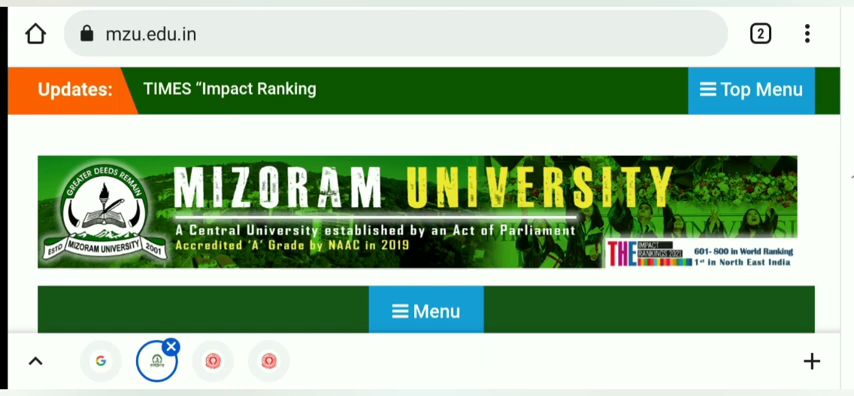 mzu.edu.in
2
Updates:
TIMES “Impact Ranking
Top Menu
GREATER DEEDS REMAIN
ESTD MIZORAM UNIVERSITY 2001
MIZORAM UNIVERSITY
A Central University established by an Act of Parliament
Accredited 'A' Grade by NAAC in 2019
THE IMPACT RANKINGS 2021
601-800 in World Ranking
1st in North East India
Menu